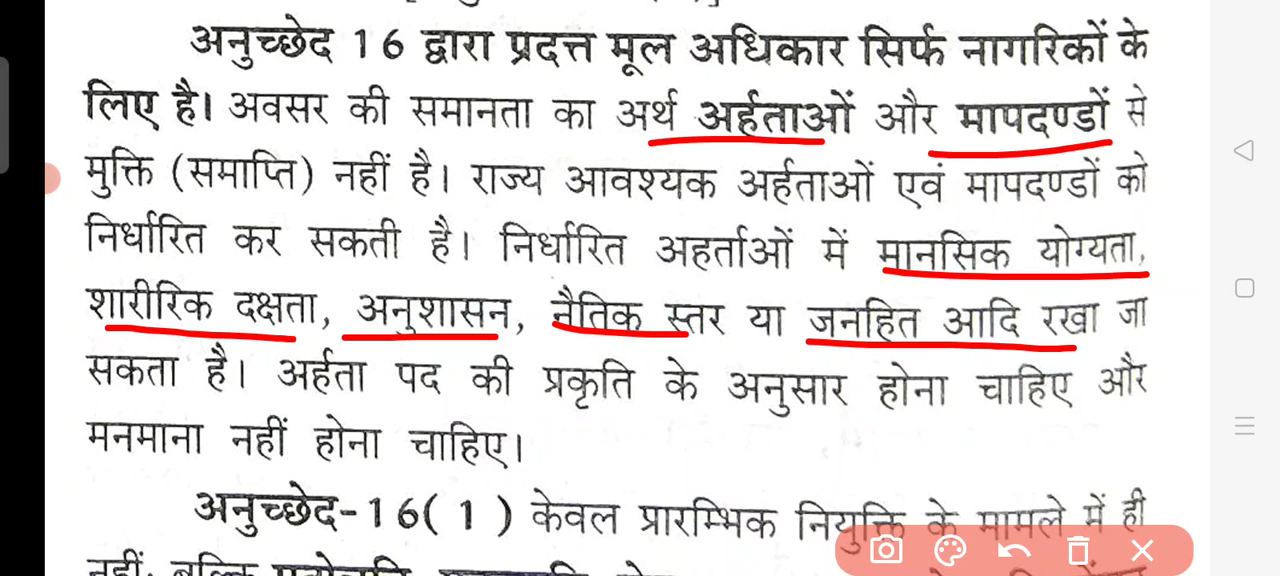 अनुच्छेद 16 द्वारा प्रदत्त मूल अधिकार सिर्फ नागरिकों के
लिए है। अवसर की समानता का अर्थ अर्हताओं और मापदण्डों से
मुक्ति (समाप्ति) नहीं है। राज्य आवश्यक अर्हताओं एवं मापदण्डों को
निर्धारित कर सकती है। निर्धारित अहर्ताओं में मानसिक योग्यता,
शारीरिक दक्षता, अनुशासन, नैतिक स्तर या जनहित आदि रखा जा
सकता है। अर्हता पद की प्रकृति के अनुसार होना चाहिए और
मनमाना नहीं होना चाहिए।
अनुच्छेद-16( 1 ) केवल प्रारम्भिक नियुक्ति के मामले में ही
नहीं, बल्कि